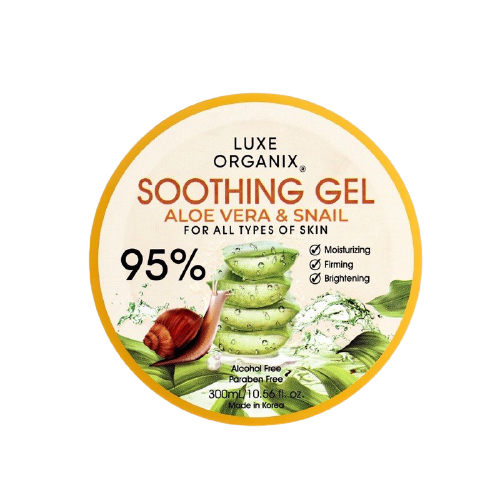 LUXE
ORGANIX®
SOOTHING GEL
ALOE VERA & SNAIL
FOR ALL TYPES OF SKIN
95%
Moisturizing
Firming
Brightening
Alcohol Free
Paraben Free
300mL/10.56 fl. oz.
Made in Korea